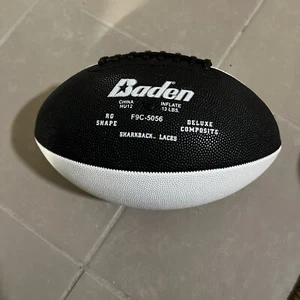 Baden
CHINA
HU12
INFLATE
13 LBS.
F9C-5056
RG
SHAPE
DELUXE
COMPOSITE
SHARKBACK LACES